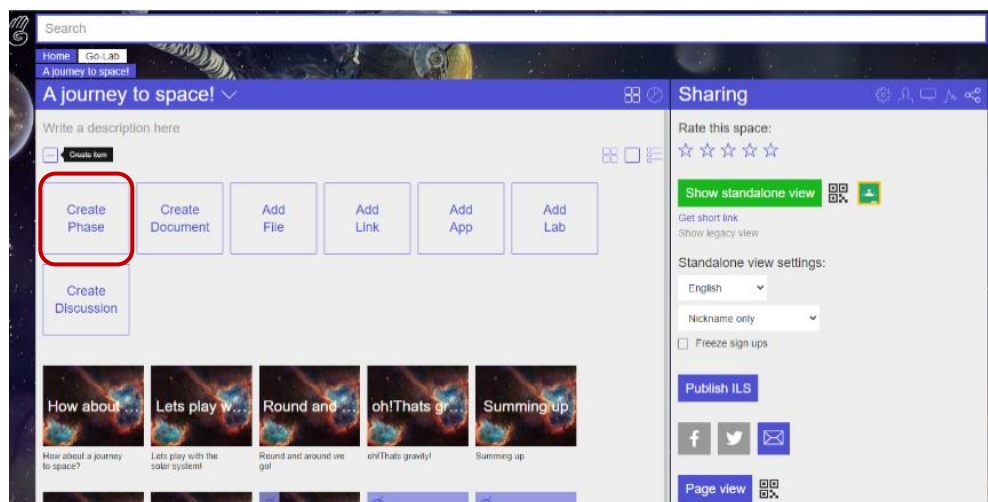 Search
Home Go-Lab
A journey to space!
A journey to space!
Write a description here
Create item
Create
Phase
Create
Document
Add
File
Add
Link
Add
App
Add
Lab
Create
Discussion
How about ...
Lets play w...
Round and ...
oh!Thats gr...
Summing up
How about a journey
to space?
Lets play with the
solar system!
Round and around we
go!
oh!Thats gravity!
Summing up
Sharing
Rate this space:
Show standalone view
Get short link
Show legacy view
Standalone view settings:
English
Nickname only
Freeze sign ups
Publish ILS
Page view